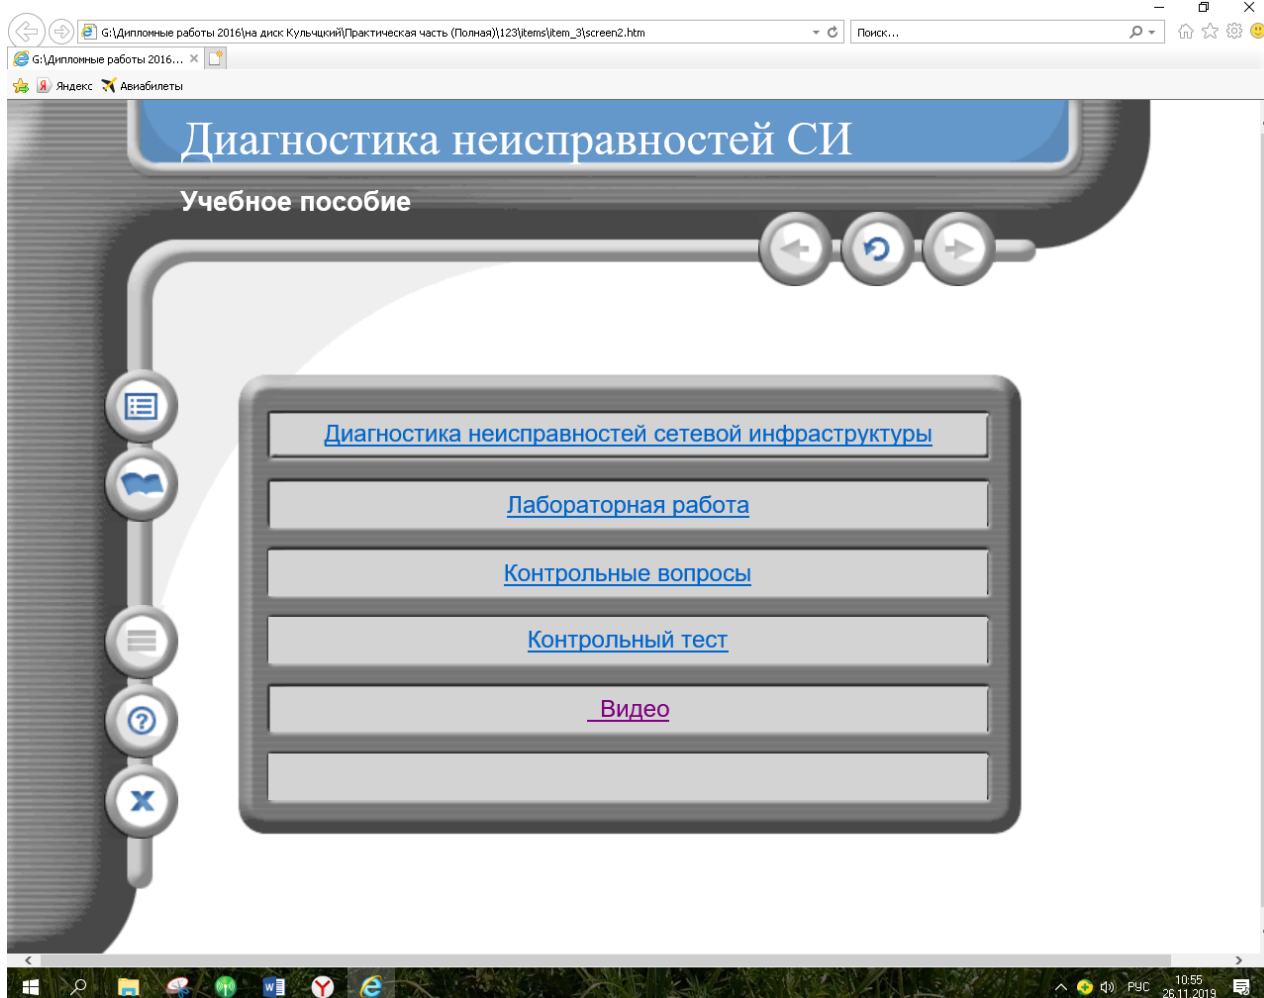 G:\Дипломные работы 2016\на диск Кульчцкий\Практическая часть (Полная)\123\items\item_3\screen2.htm
Поиск...
G:\Дипломные работы 2016...
Яндекс
Авиабилеты
Диагностика неисправностей СИ
Учебное пособие
Диагностика неисправностей сетевой инфраструктуры
Лабораторная работа
Контрольные вопросы
Контрольный тест
Видео
РУС
10:55
26.11.2019